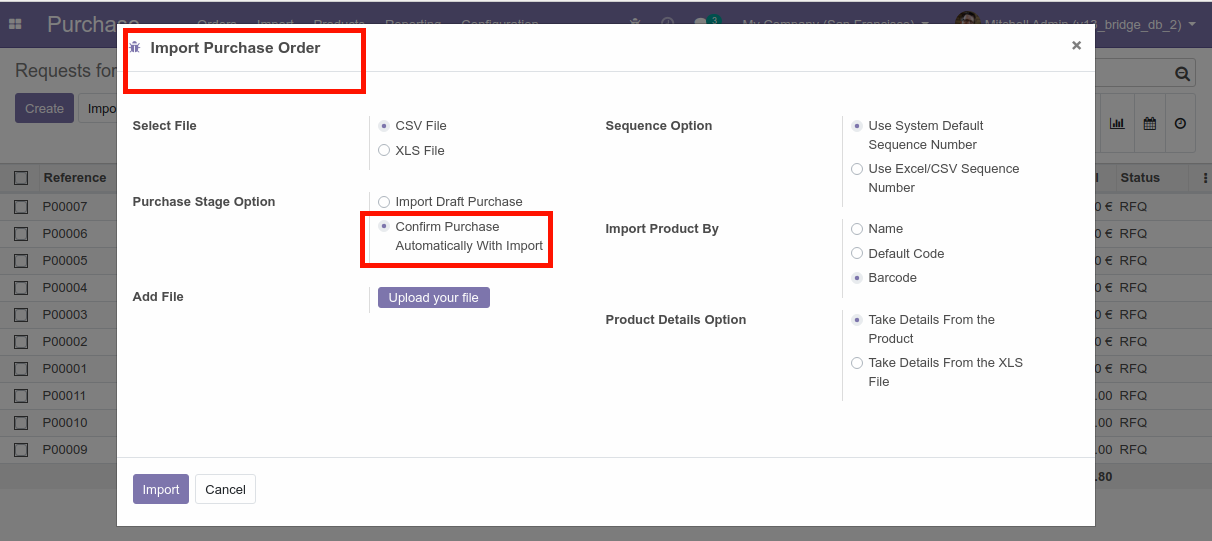 Purchase
Orders Import Products Reporting Configuration
3 My Company (San Francisco) Mitchell Admin (v13_bridge_db_2)
Requests for
Create
Import Purchase Order
×
Select File
CSV File
XLS File
Purchase Stage Option
Import Draft Purchase
Confirm Purchase
Automatically With Import
Add File
Upload your file
Sequence Option
Use System Default
Sequence Number
Use Excel/CSV Sequence
Number
Import Product By
Name
Default Code
Barcode
Product Details Option
Take Details From the
Product
Take Details From the XLS
File
Import
Cancel
Reference Status
P00007 0 € RFQ
P00006 0 € RFQ
P00005 0 € RFQ
P00004 0 € RFQ
P00003 0 € RFQ
P00002 0 € RFQ
P00001 0 € RFQ
P00011 .00 RFQ
P00010 .00 RFQ
P00009 .00 RFQ
.80